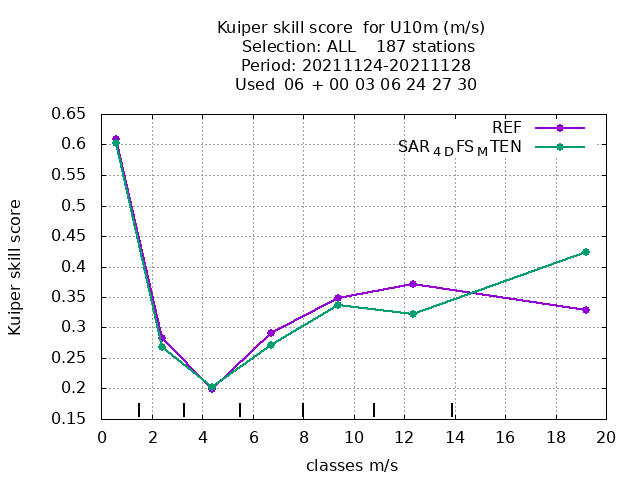 Kuiper skill score  for U10m (m/s)
Selection: ALL    187 stations
Period: 20211124-20211128
Used  06 + 00 03 06 24 27 30
REF
SAR4DFSMTEN
0.65
0.6
0.55
0.5
0.45
0.4
0.35
0.3
0.25
0.2
0.15
Kuiper skill score
0 2 4 6 8 10 12 14 16 18 20
classes m/s